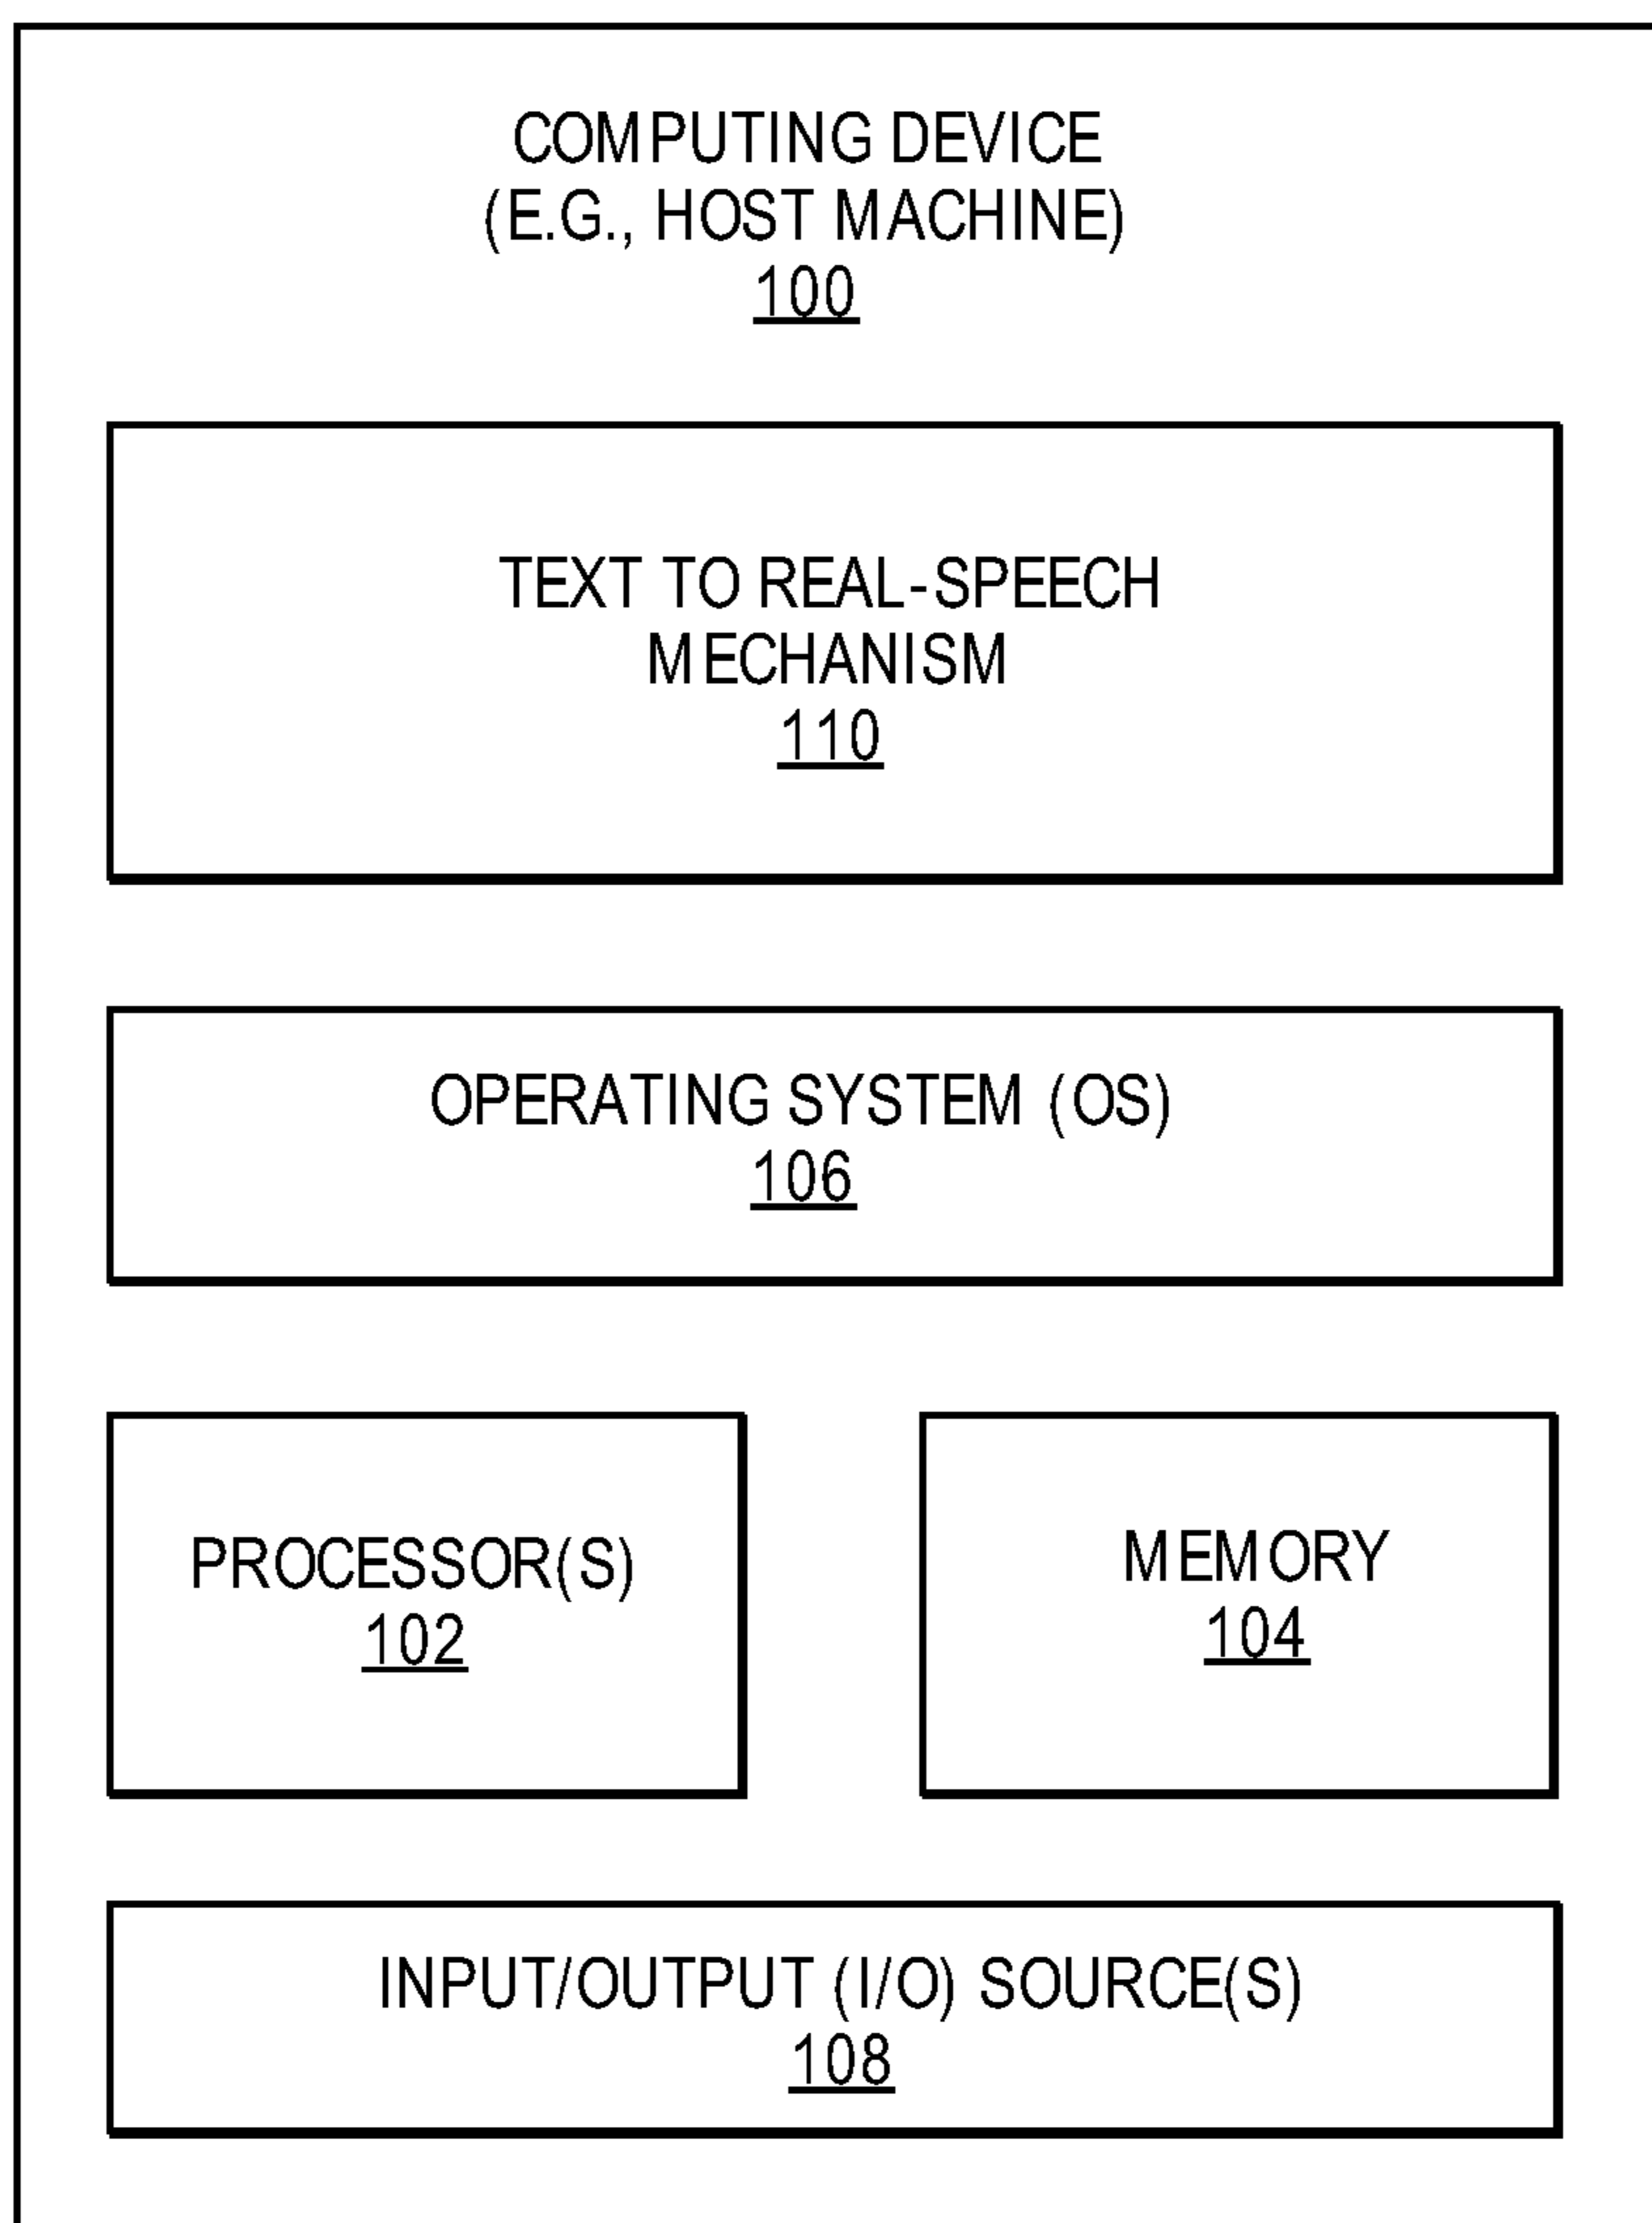 COMPUTING DEVICE
(E.G., HOST MACHINE)
100
TEXT TO REAL-SPEECH
MECHANISM
110
OPERATING SYSTEM (OS)
106
PROCESSOR(S)
102
MEMORY
104
INPUT/OUTPUT (I/O) SOURCE(S)
108